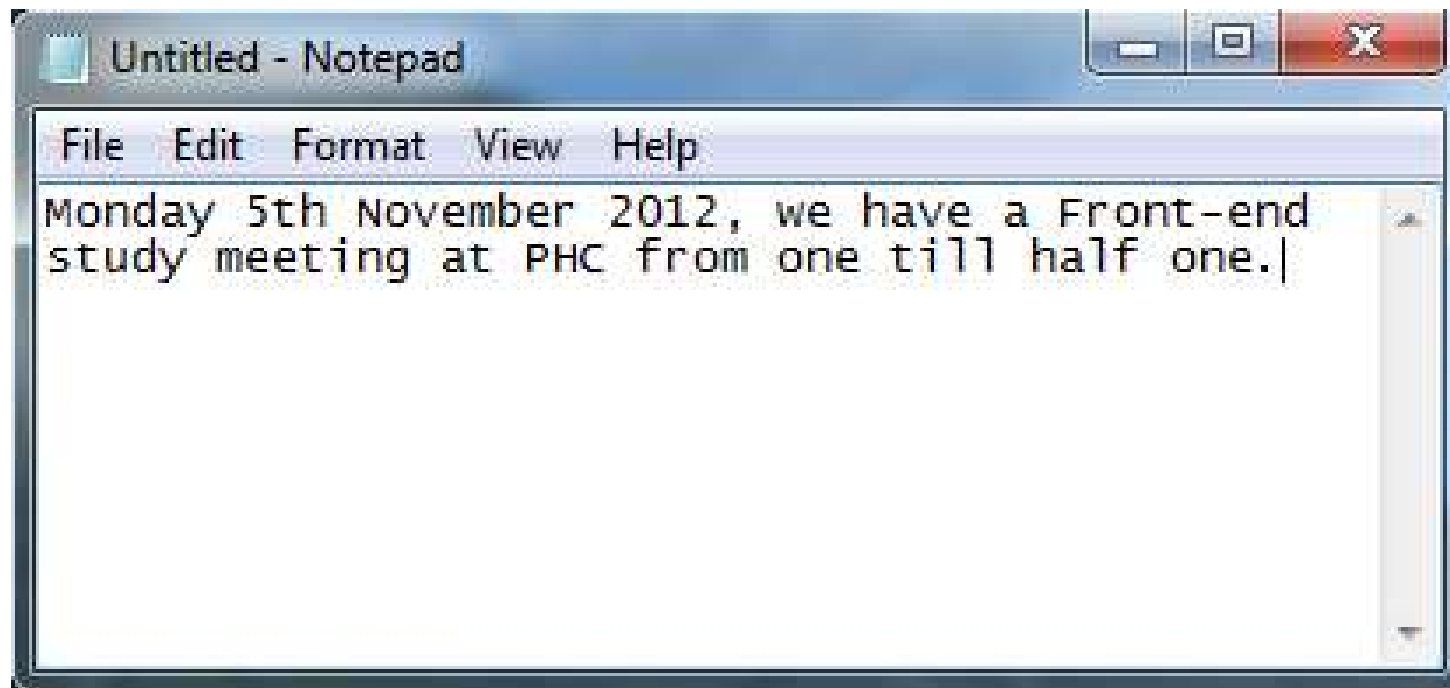 Untitled - Notepad
File Edit Format View Help
Monday 5th November 2012, we have a Front-end
study meeting at PHC from one till half one.